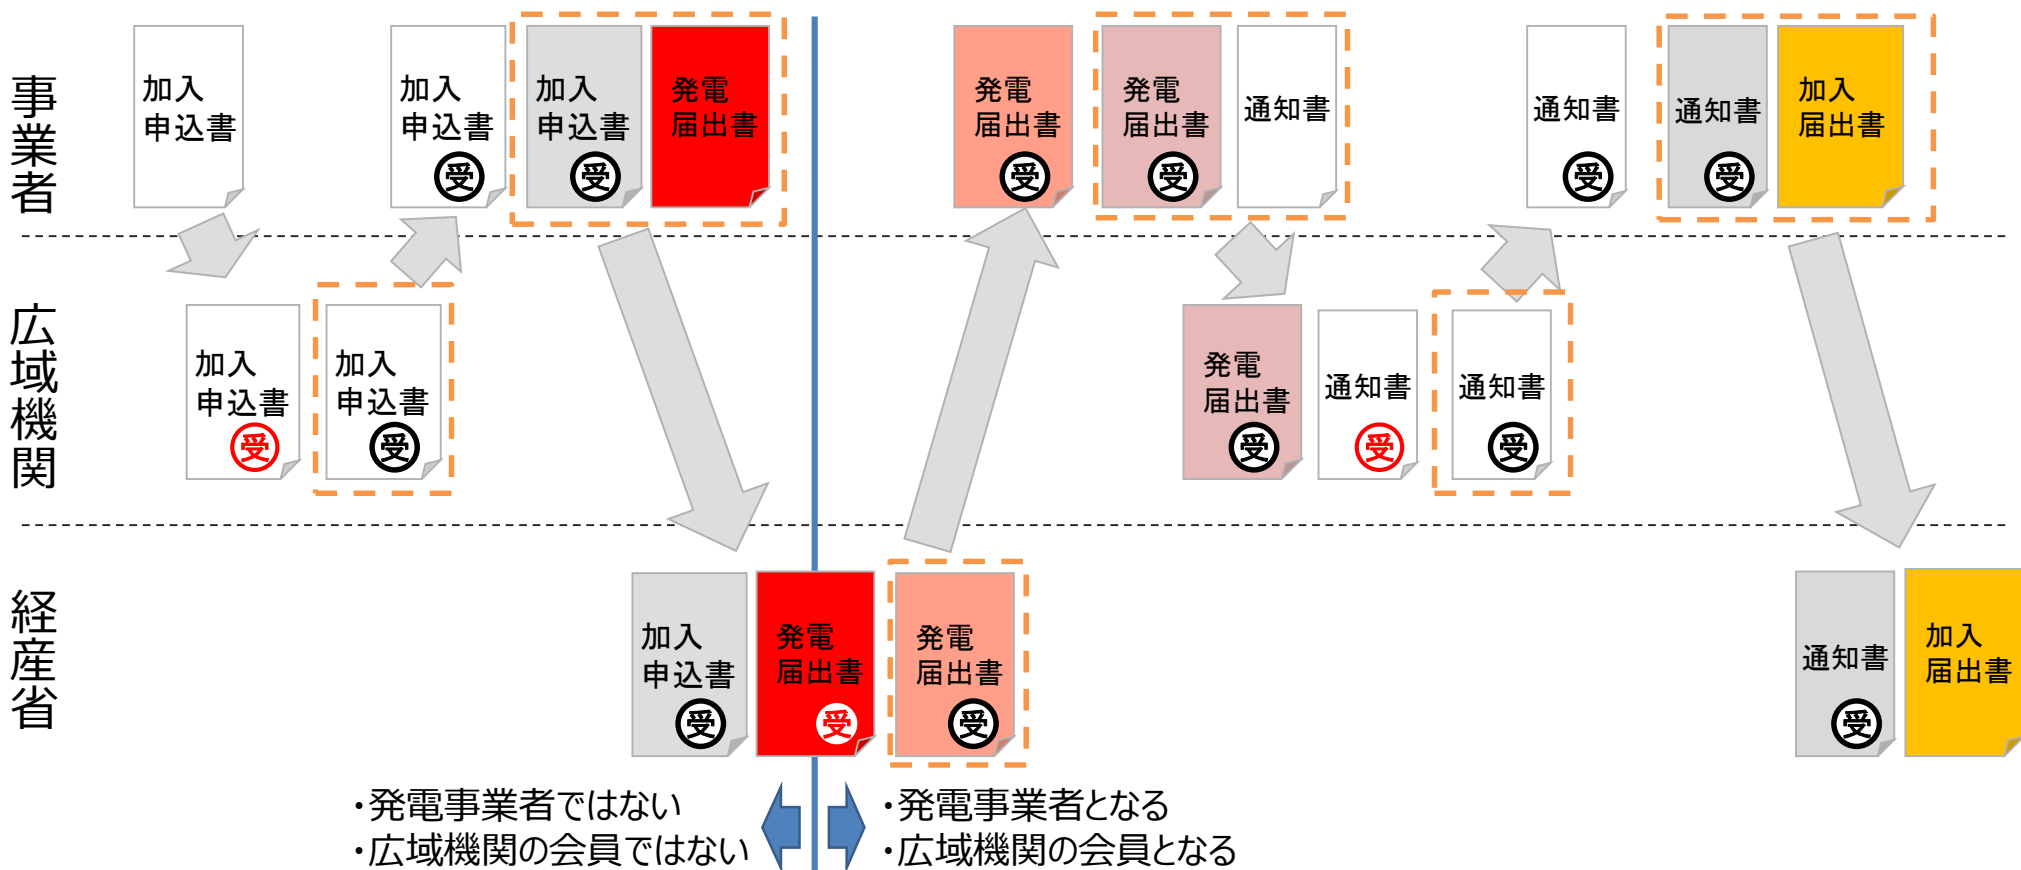 事業者
加入
申込書
加入
申込書
受
加入
申込書
受
発電
届出書
発電
届出書
受
発電
届出書
受
通知書
通知書
受
通知書
受
加入
届出書
広域機関
加入
申込書
受
加入
申込書
受
発電
届出書
受
通知書
受
通知書
受
経産省
加入
申込書
受
発電
届出書
受
発電
届出書
受
通知書
受
加入
届出書
・発電事業者ではない
・広域機関の会員ではない
・発電事業者となる
・広域機関の会員となる